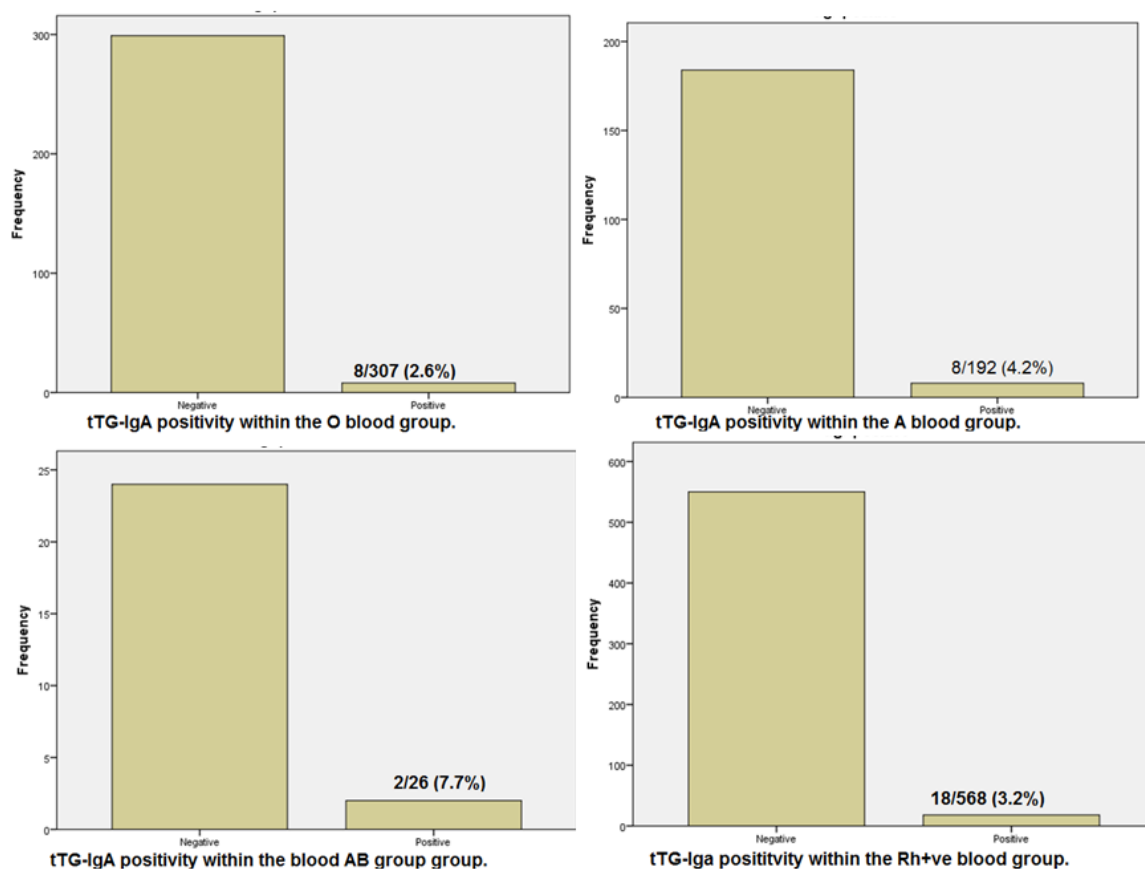 300
200
100
0
Frequency
8/307 (2.6%)
Negative
Positive
tTG-IgA positivity within the O blood group.
200
150
100
50
0
Frequency
8/192 (4.2%)
Negative
Positive
tTG-IgA positivity within the A blood group.
25
20
15
10
5
0
Frequency
2/26 (7.7%)
Negative
Positive
tTG-IgA positivity within the blood AB group group.
600
500
400
300
200
100
0
Frequency
18/568 (3.2%)
Negative
Positive
tTG-Iga posititvity within the Rh+ve blood group.